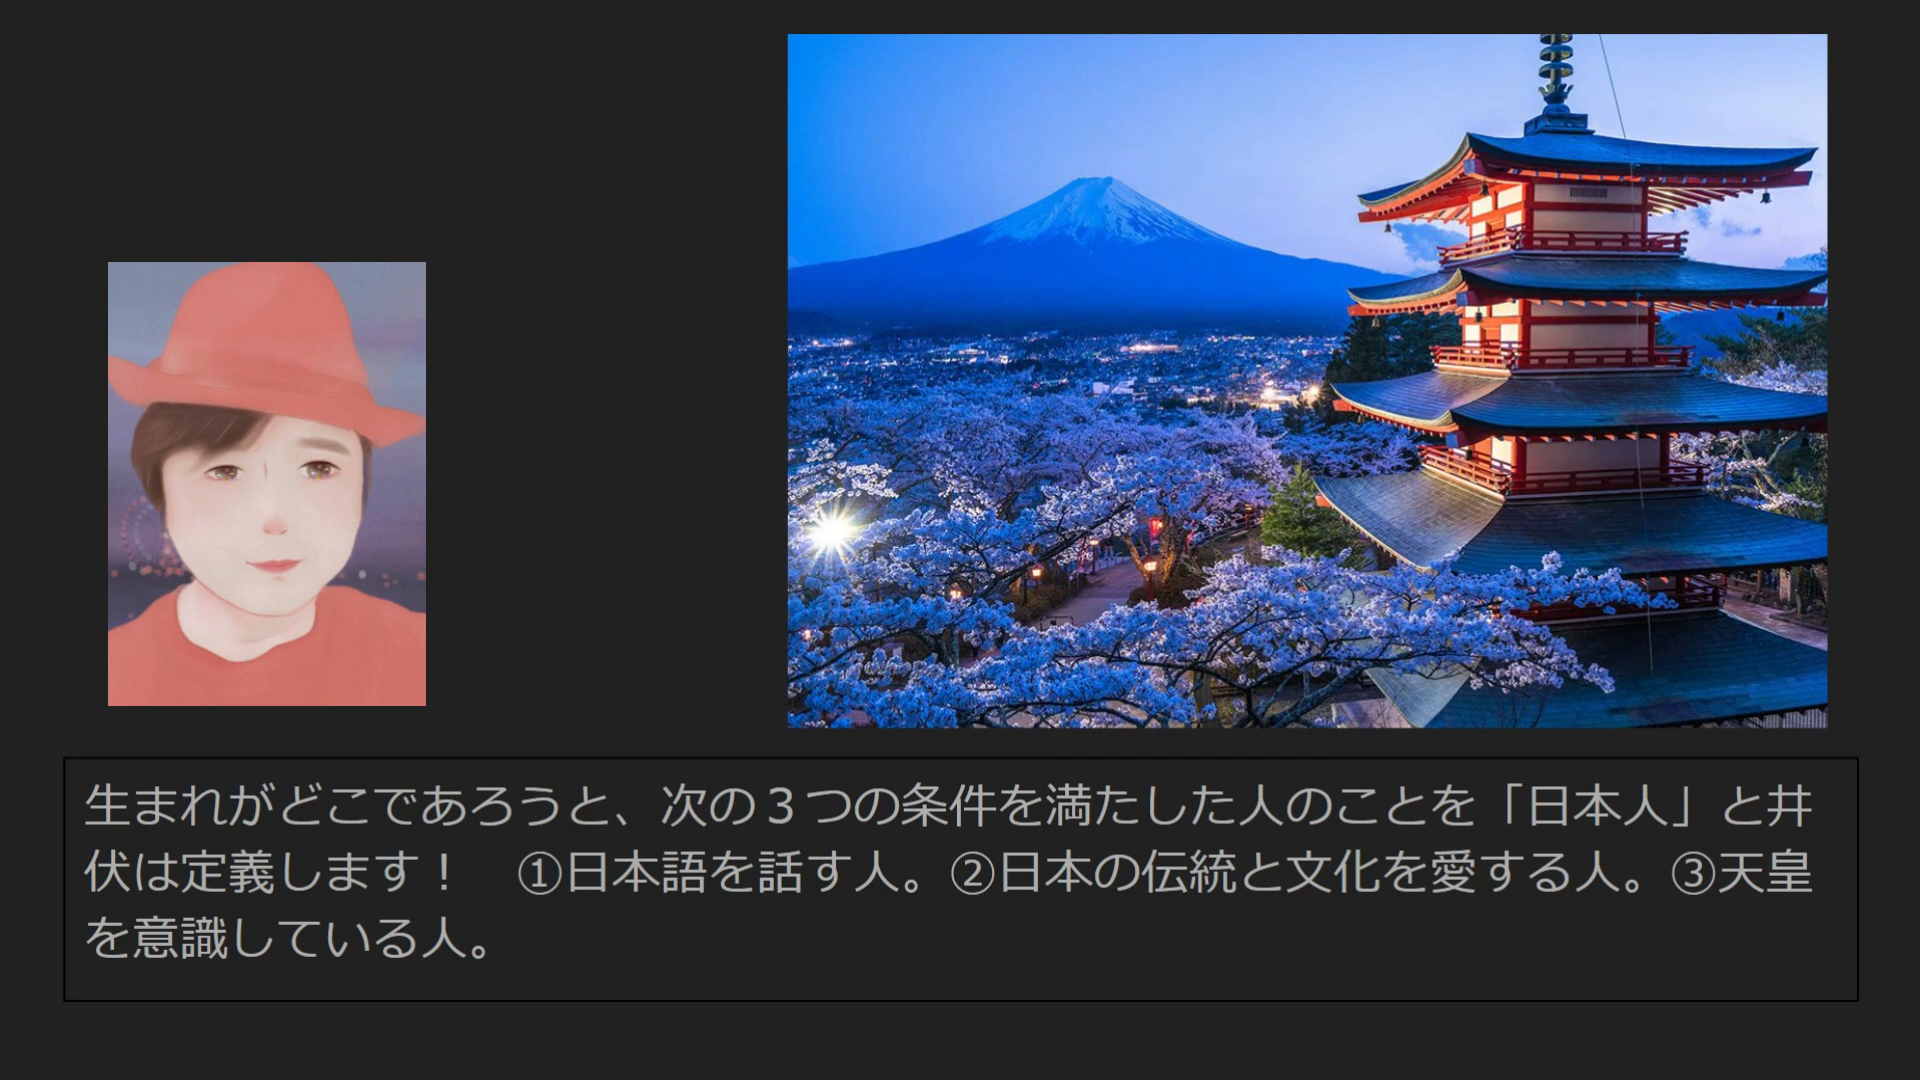 生まれがどこであろうと、次の３つの条件を満たした人のことを「日本人」と井
伏は定義します！　①日本語を話す人。②日本の伝統と文化を愛する人。③天皇
を意識している人。